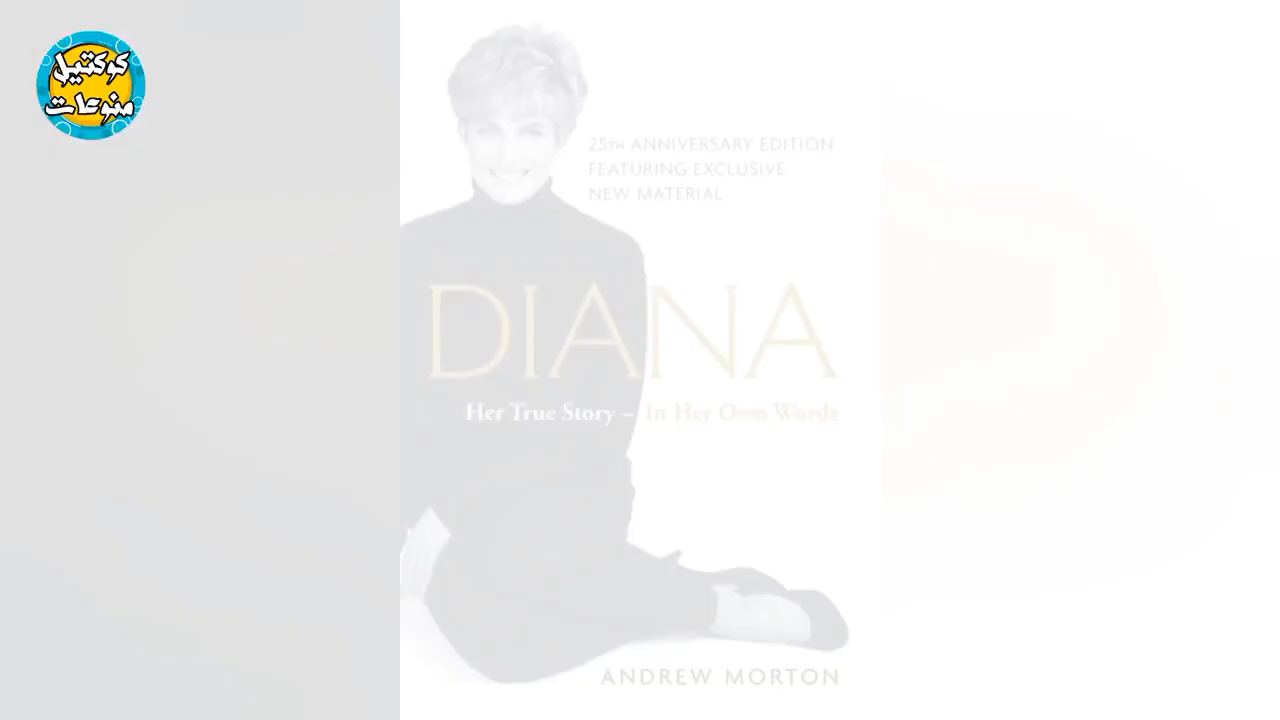 كوكتيل
منوعات
25TH ANNIVERSARY EDITION
FEATURING EXCLUSIVE
NEW MATERIAL
DIANA
Her True Story – In Her Own Words
ANDREW MORTON